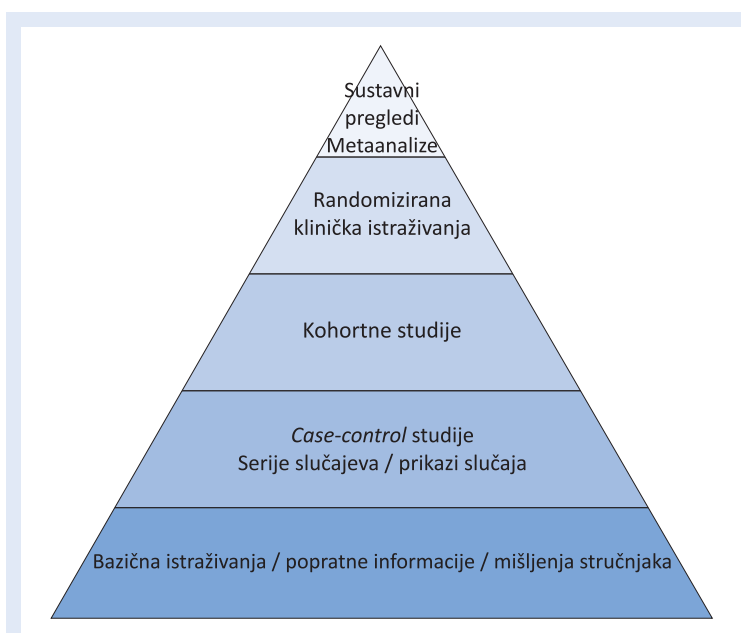 Sustavni
pregledi
Metaanalize
Randomizirana
klinička istraživanja
Kohortne studije
Case-control studije
Serije slučajeva / prikazi slučaja
Bazična istraživanja / popratne informacije / mišljenja stručnjaka